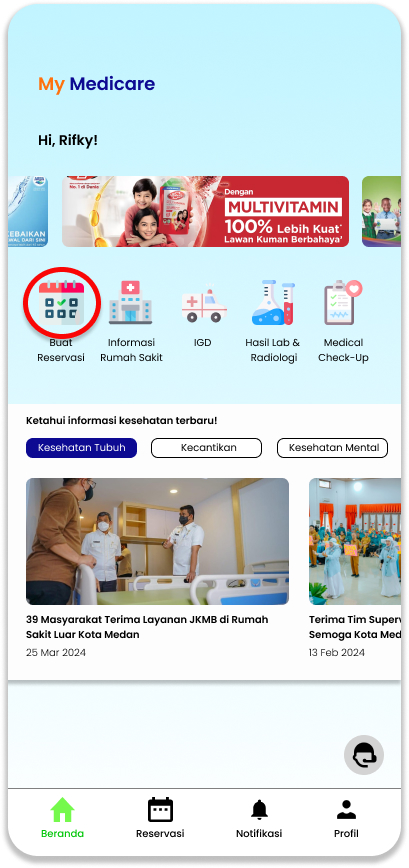 My Medicare
Hi, Rifky!
No. 1 di Dunia
Dengan
MULTIVITAMIN
100% Lebih Kuat*
Lawan Kuman Berbahaya*
KEBAIKAN
AWAL DARI SINI
Buat
Reservasi
Informasi
Rumah Sakit
IGD
Hasil Lab &
Radiologi
Medical
Check-Up
Ketahui informasi kesehatan terbaru!
Kesehatan Tubuh
Kecantikan
Kesehatan Mental
39 Masyarakat Terima Layanan JKMB di Rumah
Sakit Luar Kota Medan
25 Mar 2024
Terima Tim Superv
Semoga Kota Med
13 Feb 2024
Beranda
Reservasi
Notifikasi
Profil